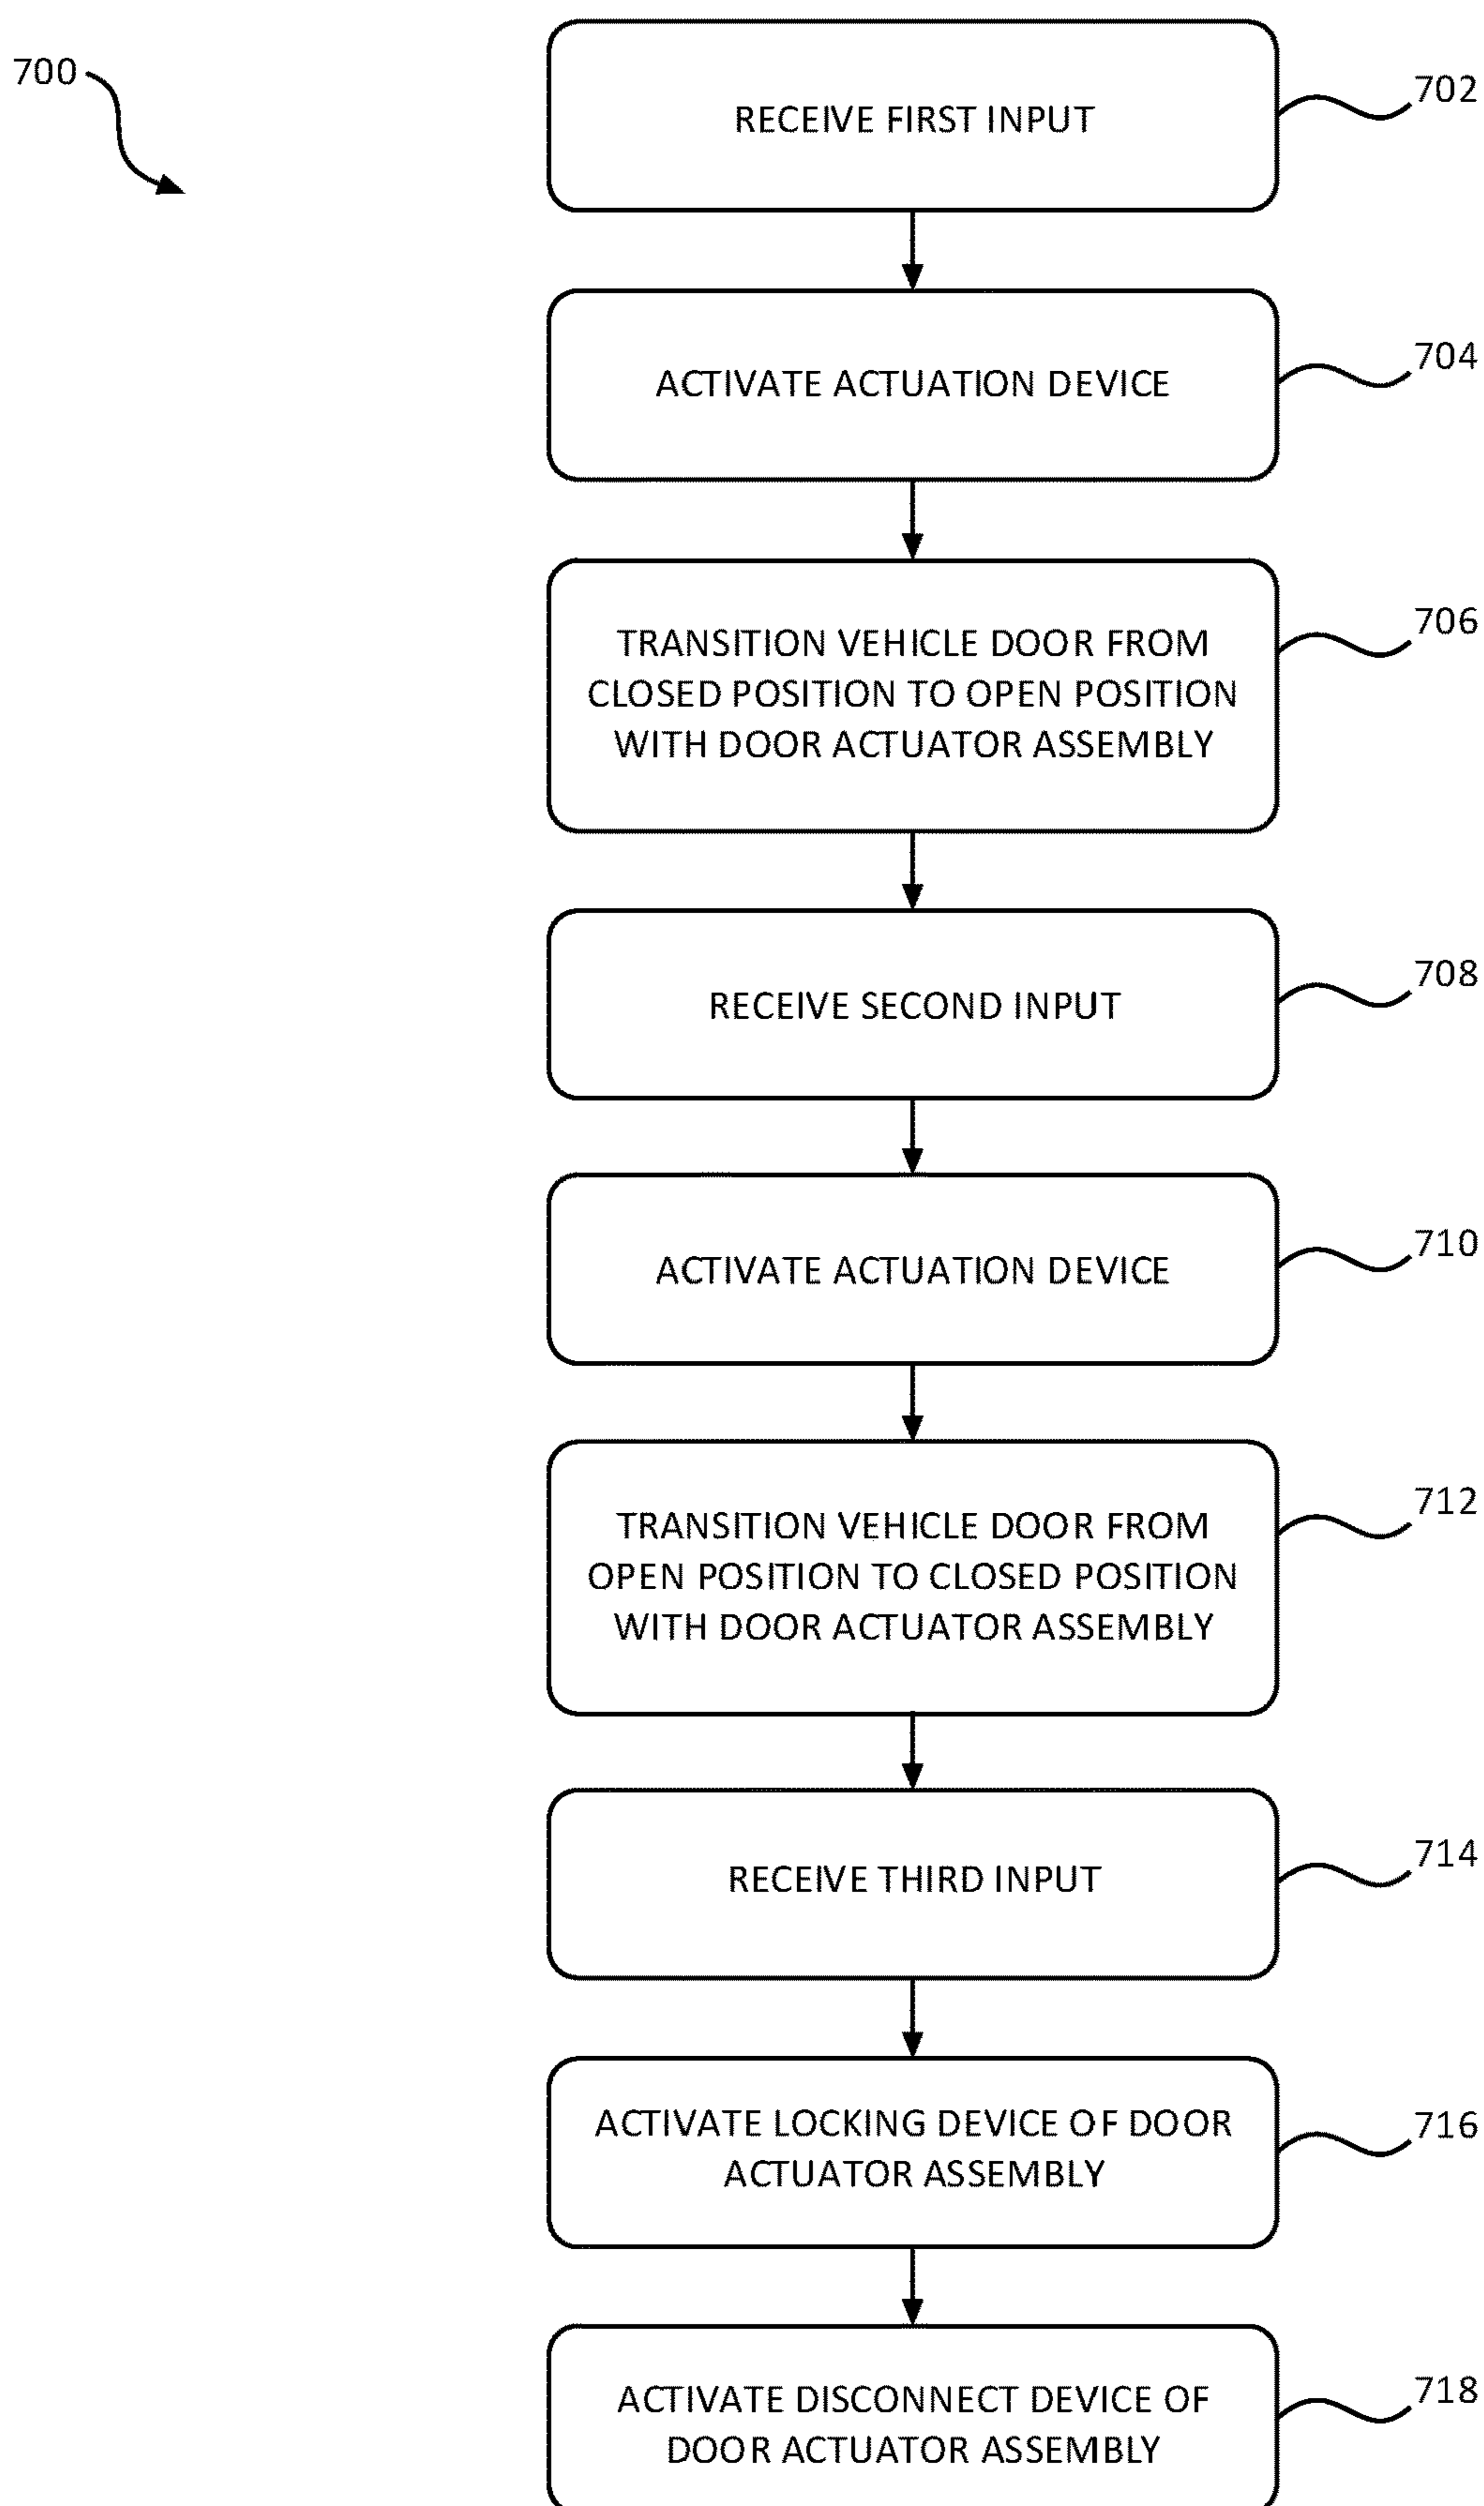 700
RECEIVE FIRST INPUT
702
ACTIVATE ACTUATION DEVICE
704
TRANSITION VEHICLE DOOR FROM
CLOSED POSITION TO OPEN POSITION
WITH DOOR ACTUATOR ASSEMBLY
706
RECEIVE SECOND INPUT
708
ACTIVATE ACTUATION DEVICE
710
TRANSITION VEHICLE DOOR FROM
OPEN POSITION TO CLOSED POSITION
WITH DOOR ACTUATOR ASSEMBLY
712
RECEIVE THIRD INPUT
714
ACTIVATE LOCKING DEVICE OF DOOR
ACTUATOR ASSEMBLY
716
ACTIVATE DISCONNECT DEVICE OF
DOOR ACTUATOR ASSEMBLY
718